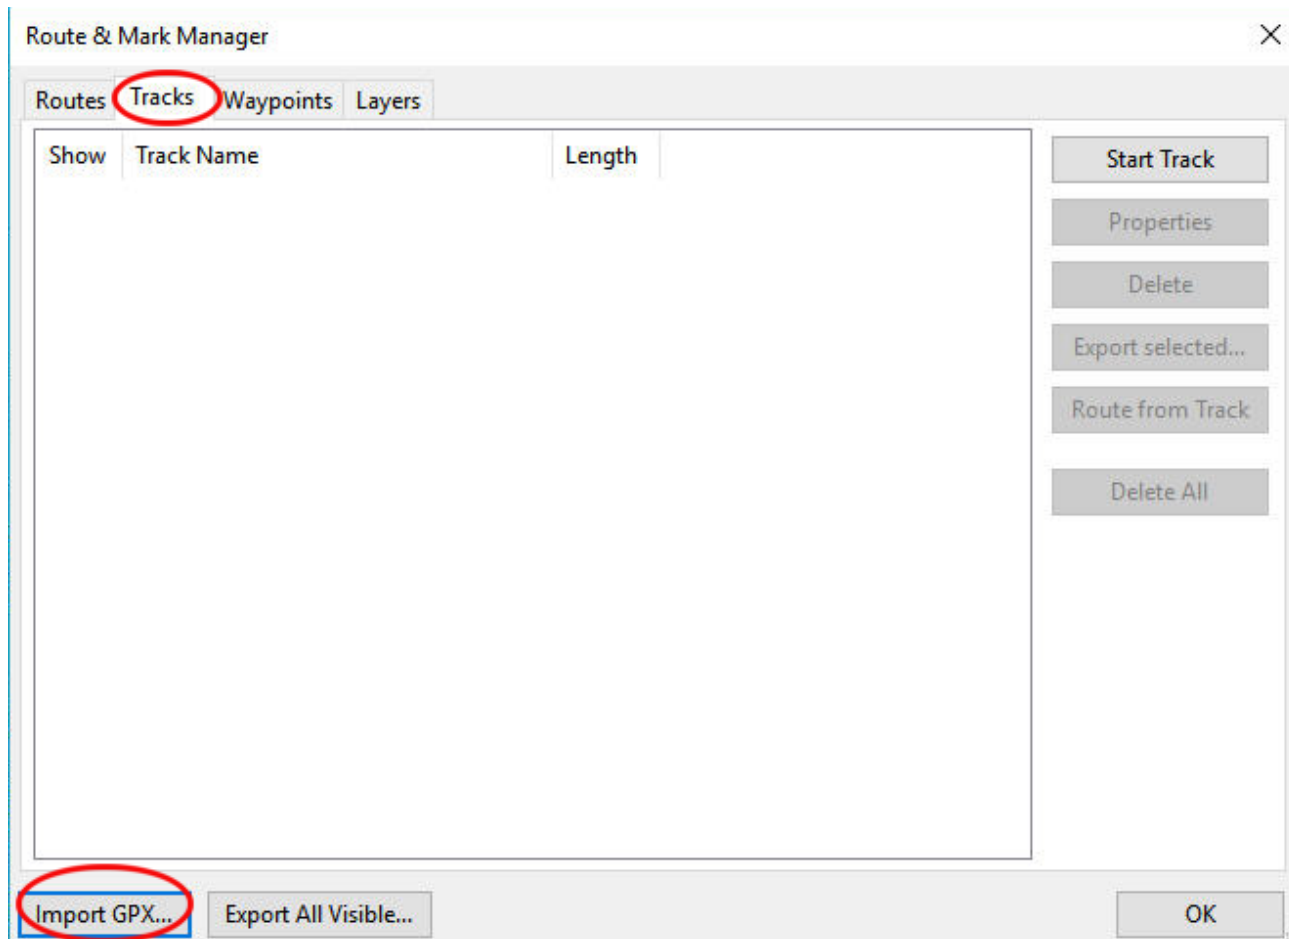 Route & Mark Manager
Routes Tracks Waypoints Layers
Show Track Name Length
Start Track
Properties
Delete
Export selected...
Route from Track
Delete All
Import GPX... Export All Visible... OK